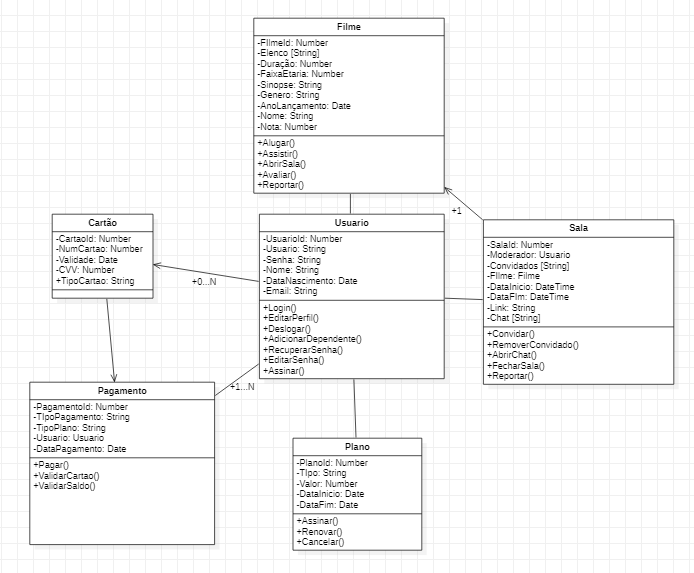 Filme
-FIlmeId: Number
-Elenco [String]
-Duração: Number
-FaixaEtaria: Number
-Sinopse: String
-Genero: String
-AnoLançamento: Date
-Nome: String
-Nota: Number
+Alugar()
+Assistir()
+AbrirSala()
+Avaliar()
+Reportar()
+1
Cartão
-CartaoId: Number
-NumCartao: Number
-Validade: Date
-CVV: Number
+TipoCartao: String
+0...N
Usuario
-UsuarioId: Number
-Usuario: String
-Senha: String
-Nome: String
-DataNascimento: Date
-Email: String
+Login()
+EditarPerfil()
+Deslogar()
+AdicionarDependente()
+RecuperarSenha()
+EditarSenha()
+Assinar()
Sala
-SalaId: Number
-Moderador: Usuario
-Convidados [String]
-FIlme: Filme
-DataInicio: DateTime
-DataFIm: DateTime
-Link: String
-Chat [String]
+Convidar()
+RemoverConvidado()
+AbrirChat()
+FecharSala()
+Reportar()
+1...N
Pagamento
-PagamentoId: Number
-TIpoPagamento: String
-TipoPlano: String
-Usuario: Usuario
-DataPagamento: Date
+Pagar()
+ValidarCartao()
+ValidarSaldo()
Plano
-PlanoId: Number
-TIpo: String
-Valor: Number
-DataInicio: Date
-DataFim: Date
+Assinar()
+Renovar()
+Cancelar()